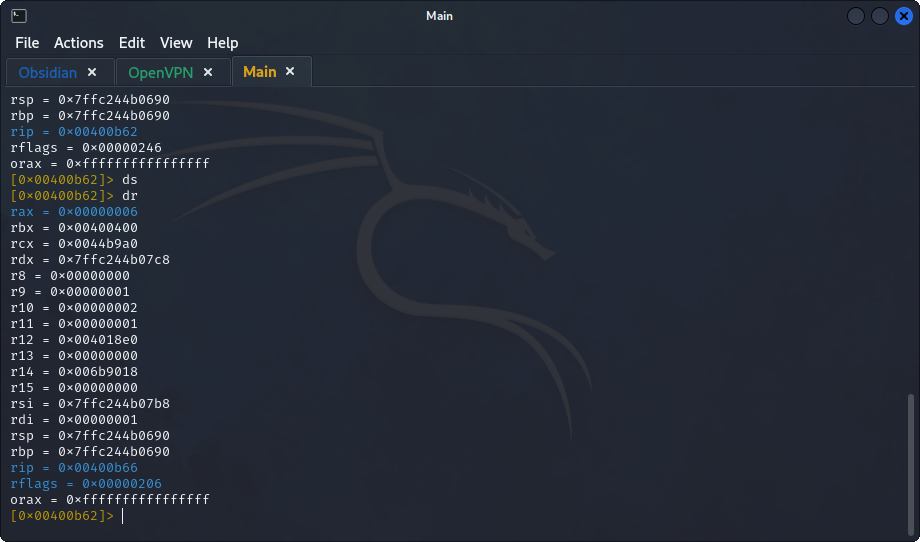 Main
File Actions Edit View Help
Obsidian × OpenVPN × Main ×
rsp = 0×7ffc244b0690
rbp = 0×7ffc244b0690
rip = 0×00400b62
rflags = 0×00000246
orax = 0×ffffffffffffffff
[0×00400b62]> ds
[0×00400b62]> dr
rax = 0×00000006
rbx = 0×00400400
rcx = 0×0044b9a0
rdx = 0×7ffc244b07c8
r8 = 0×00000000
r9 = 0×00000001
r10 = 0×00000002
r11 = 0×00000001
r12 = 0×004018e0
r13 = 0×00000000
r14 = 0×006b9018
r15 = 0×00000000
rsi = 0×7ffc244b07b8
rdi = 0×00000001
rsp = 0×7ffc244b0690
rbp = 0×7ffc244b0690
rip = 0×00400b66
rflags = 0×00000206
orax = 0×ffffffffffffffff
[0×00400b62]>